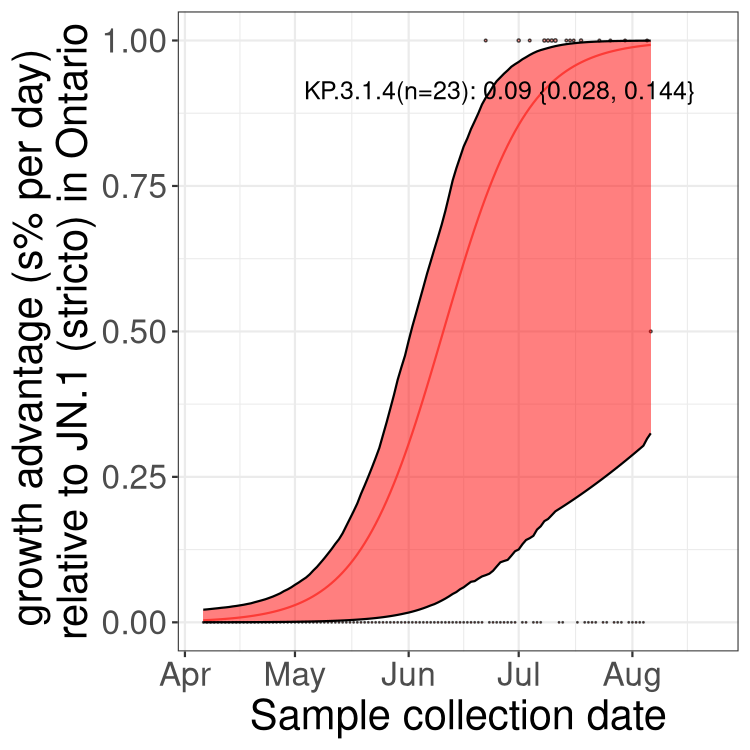 growth advantage (s% per day)
relative to JN.1 (stricto) in Ontario
1.00
0.75
0.50
0.25
0.00
KP.3.1.4(n=23): 0.09 {0.028, 0.144}
Apr May Jun Jul Aug
Sample collection date